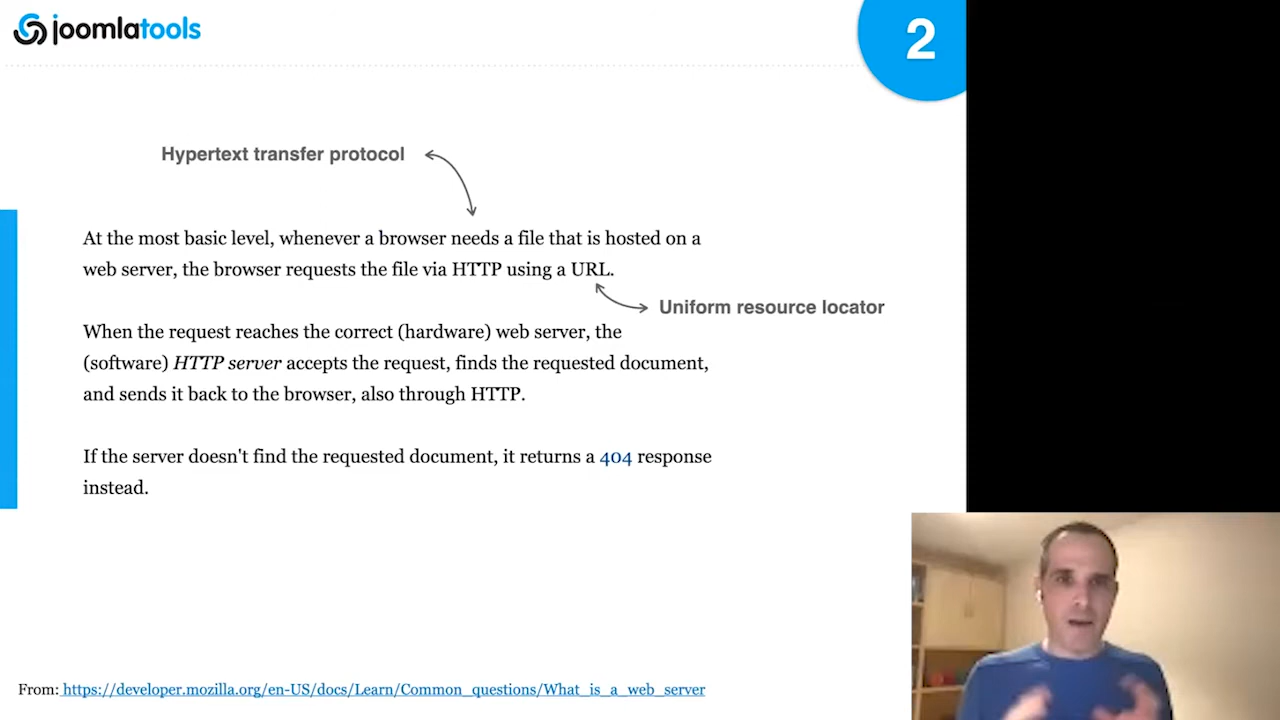 joomlatools
2
Hypertext transfer protocol
At the most basic level, whenever a browser needs a file that is hosted on a
web server, the browser requests the file via HTTP using a URL.
Uniform resource locator
When the request reaches the correct (hardware) web server, the
(software) HTTP server accepts the request, finds the requested document,
and sends it back to the browser, also through HTTP.
If the server doesn't find the requested document, it returns a 404 response
instead.
From: https://developer.mozilla.org/en-US/docs/Learn/Common_questions/What_is_a_web_server